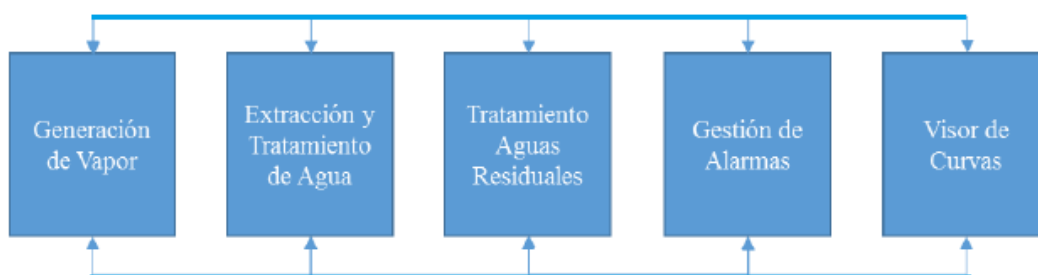 Generación
de Vapor
Extracción y
Tratamiento
de Agua
Tratamiento
Aguas
Residuales
Gestión de
Alarmas
Visor de
Curvas